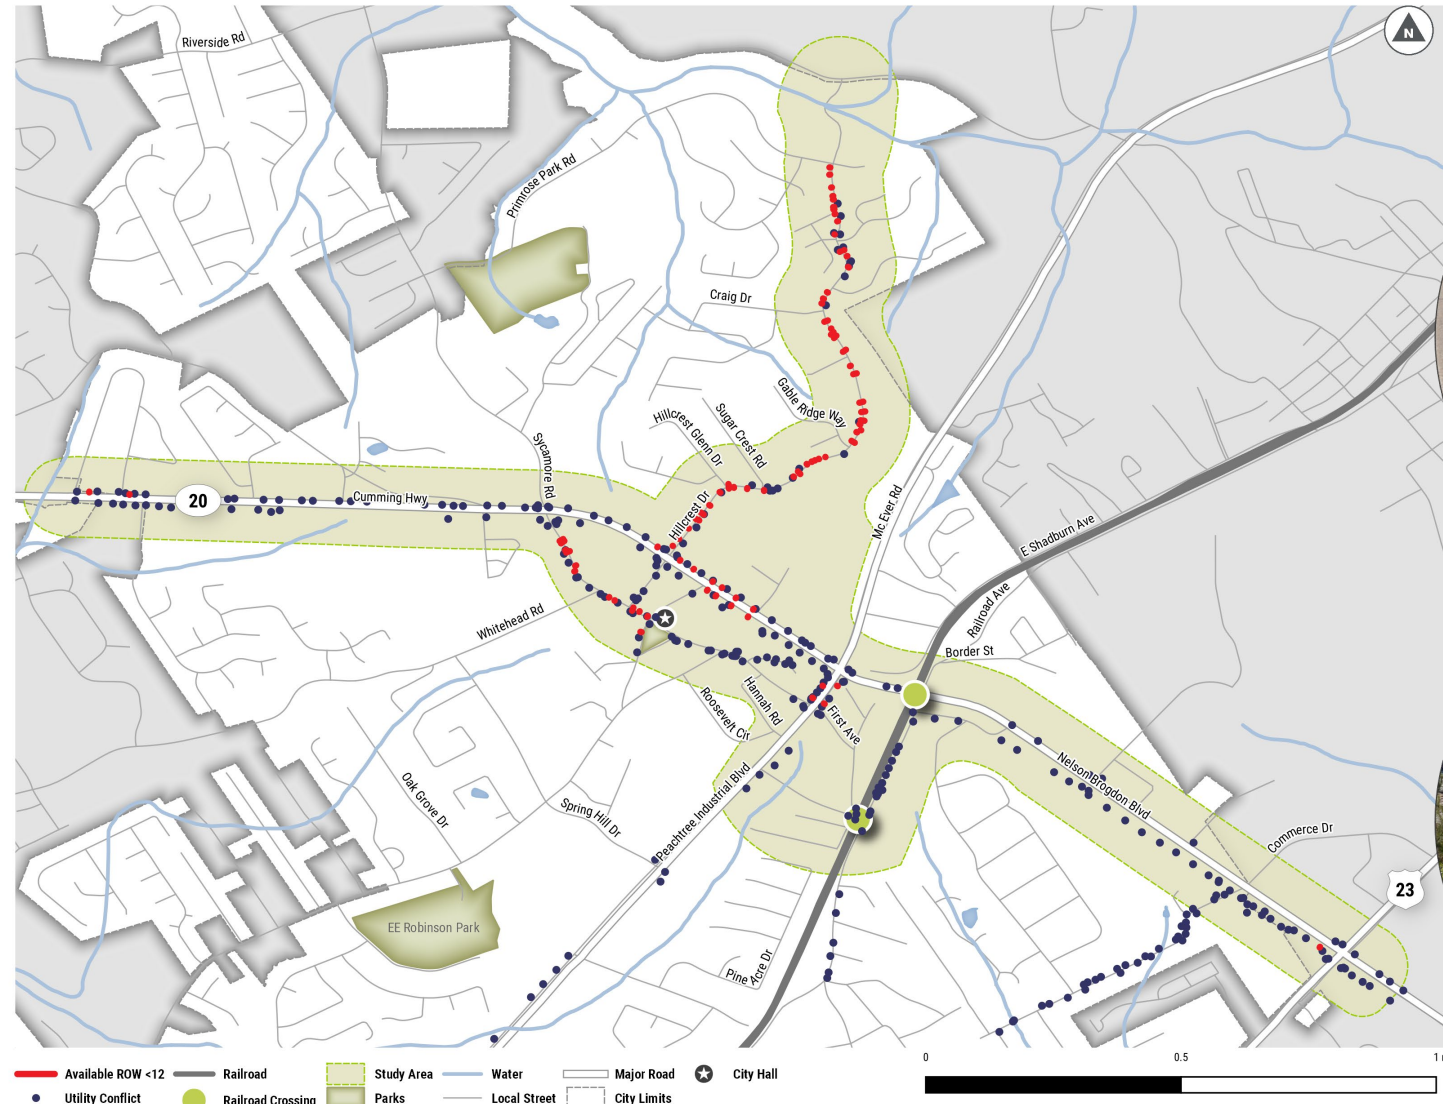 Riverside Rd
N
Primrose Park Rd
Craig Dr
Gable Ridge Way
Sugar Crest Rd
Hillcrest Glenn Dr
Sycamore Rd
20
Cumming Hwy
Hillcrest Dr
Mc Ever Rd
E Shadburn Ave
Railroad Ave
Whitehead Rd
Border St
Hannah Rd
Roosevelt Cir
First Ave
Nelson Brogdon Blvd
Oak Grove Dr
Spring Hill Dr
Peachtree Industrial Blvd
Commerce Dr
23
EE Robinson Park
Pine Acre Dr
0 0.5 1
Available ROW <12 Railroad Study Area Water Major Road City Hall
Utility Conflict Railroad Crossing Parks Local Street City Limits